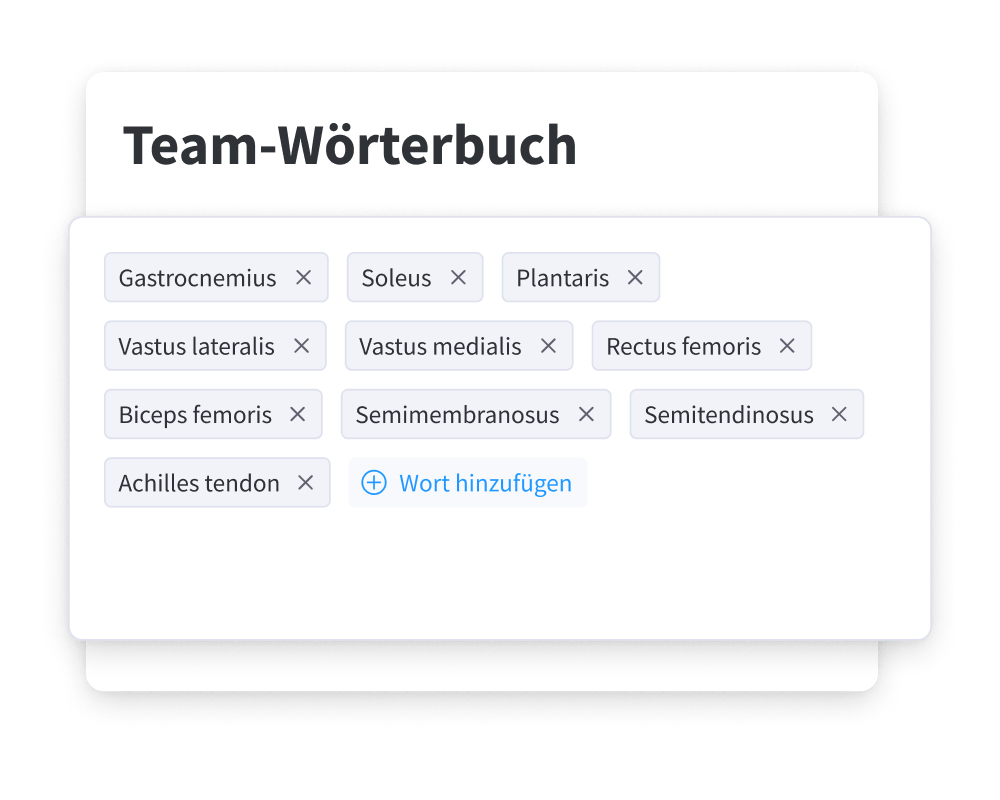 Team-Wörterbuch
Gastrocnemius Soleus Plantaris
Vastus lateralis Vastus medialis Rectus femoris
Biceps femoris Semimembranosus Semitendinosus
Achilles tendon Wort hinzufügen